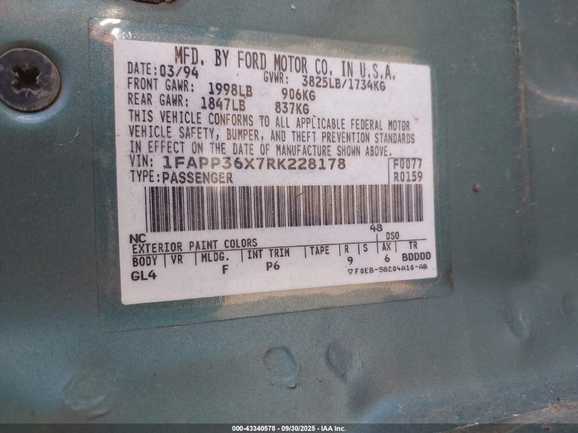 MFD. BY FORD MOTOR CO. IN U.S.A.
DATE: 03/94 GVWR: 3825LB/1734KG
FRONT GAWR: 1998LB 906KG
REAR GAWR: 1847LB 837KG
THIS VEHICLE CONFORMS TO ALL APPLICABLE FEDERAL MOTOR
VEHICLE SAFETY, BUMPER, AND THEFT PREVENTION STANDARDS
IN EFFECT ON THE DATE OF MANUFACTURE SHOWN ABOVE.
VIN: 1FAPP36X7RK228178 F0077
TYPE: PASSENGER R0159
NC 48
EXTERIOR PAINT COLORS DSO
BODY VR MLDG. INT TRIM TAPE R S AX TR
GL4 F P6 9 6 BDDDD
▽F0EB-5820410-AB
000-43340578 - 09/30/2025 - IAA Inc.